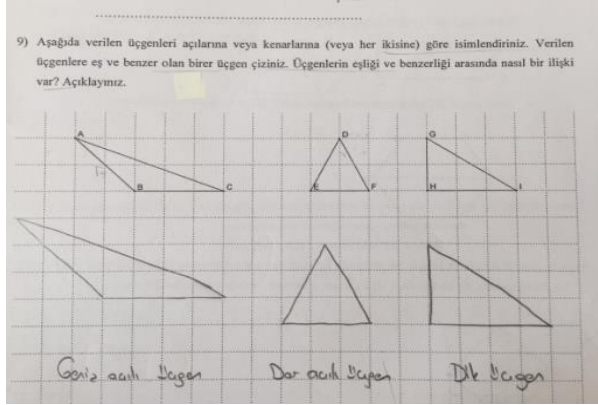 9) Aşağıda verilen üçgenleri açılarına veya kenarlarına (veya her ikisine) göre isimlendiriniz. Verilen
üçgenlere eş ve benzer olan birer üçgen çiziniz. Üçgenlerin eşliği ve benzerliği arasında nasıl bir ilişki
var? Açıklayınız.
A D G
B C E F H I
Geniş açılı üçgen Dar açılı üçgen Dik üçgen